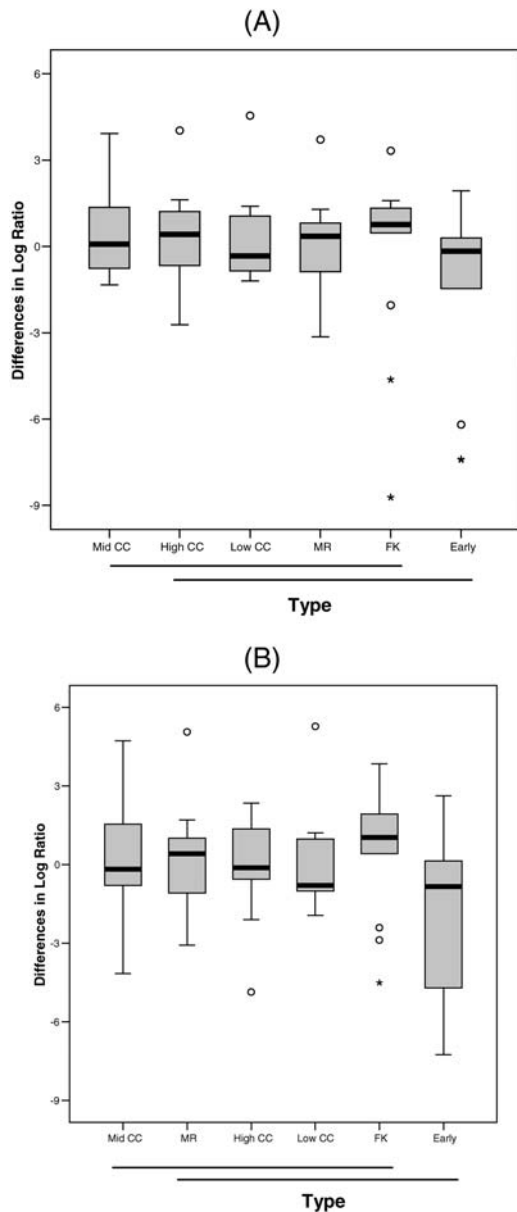 (A)
Differences in Log Ratio
6
3
0
-3
-6
-9
Mid CC High CC Low CC MR FK Early
Type
(B)
Differences in Log Ratio
6
3
0
-3
-6
-9
Mid CC MR High CC Low CC FK Early
Type